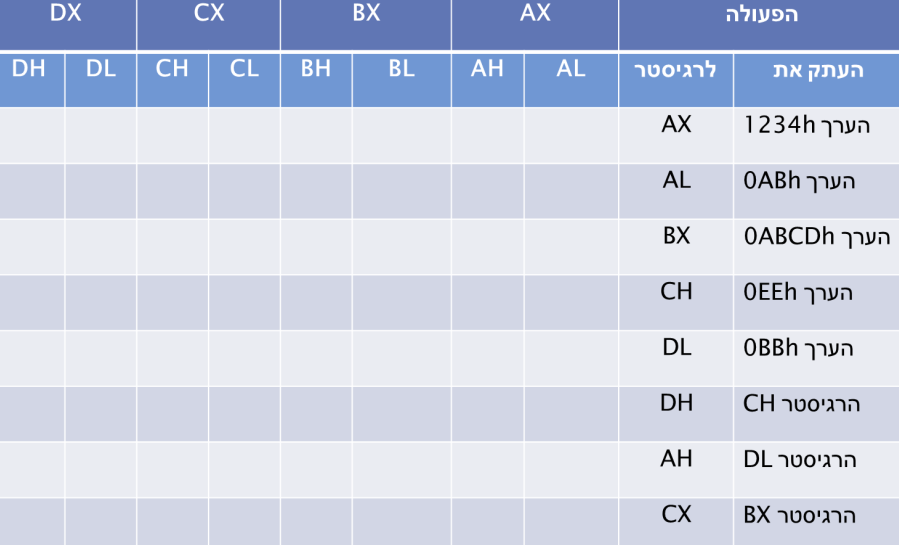 הפעולה AX BX CX DX
העתק את לרגיסטר AL AH BL BH CL CH DL DH
הערך 1234h AX
הערך 0ABh AL
הערך 0ABCDh BX
הערך 0EEh CH
הערך 0BBh DL
הרגיסטר CH DH
הרגיסטר DL AH
הרגיסטר BX CX